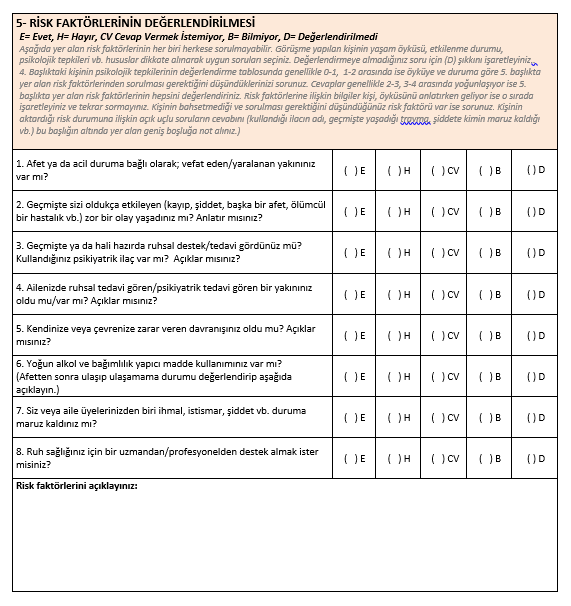 5- RİSK FAKTÖRLERİNİN DEĞERLENDİRİLMESİ
E= Evet, H= Hayır, CV Cevap Vermek İstemiyor, B= Bilmiyor, D= Değerlendirilmedi
Aşağıda yer alan risk faktörlerinin her biri herkese sorulmayabilir. Görüşme yapılan kişinin yaşam öyküsü, etkilenme durumu,
psikolojik tepkileri vb. hususlar dikkate alınarak uygun soruları seçiniz. Değerlendirmeye almadığınız soru için (D) şıkkını işaretleyiniz.
4. Başlıktaki kişinin psikolojik tepkilerinin değerlendirme tablosunda genellikle 0-1, 1-2 arasında ise öyküye ve duruma göre 5. başlıkta
yer alan risk faktörlerinden sorulması gerektiğini düşündüklerinizi sorunuz. Cevaplar genellikle 2-3, 3-4 arasında yoğunlaşıyor ise 5.
başlıkta yer alan risk faktörlerinin hepsini değerlendiriniz. Risk faktörlerine ilişkin bilgiler kişi, öyküsünü anlatırken geliyor ise o sırada
işaretleyiniz ve tekrar sormayınız. Kişinin bahsetmediği ve sorulması gerektiğini düşündüğünüz risk faktörü var ise sorunuz. Kişinin
aktardığı risk durumuna ilişkin açık uçlu soruların cevabını (kullandığı ilacın adı, geçmişte yaşadığı travma, şiddete kimin maruz kaldığı
vb.) bu başlığın altında yer alan geniş boşluğa not alınız.)
1. Afet ya da acil duruma bağlı olarak; vefat eden/yaralanan yakınınız
var mı?
( ) E ( ) H ( ) CV ( ) B ( ) D
2. Geçmişte sizi oldukça etkileyen (kayıp, şiddet, başka bir afet, ölümcül
bir hastalık vb.) zor bir olay yaşadınız mı? Anlatır mısınız?
( ) E ( ) H ( ) CV ( ) B ( ) D
3. Geçmişte ya da hali hazırda ruhsal destek/tedavi gördünüz mü?
Kullandığınız psikiyatrik ilaç var mı? Açıklar mısınız?
( ) E ( ) H ( ) CV ( ) B ( ) D
4. Ailenizde ruhsal tedavi gören/psikiyatrik tedavi gören bir yakınınız
oldu mu/var mı? Açıklar mısınız?
( ) E ( ) H ( ) CV ( ) B ( ) D
5. Kendinize veya çevrenize zarar veren davranışınız oldu mu? Açıklar
mısınız?
( ) E ( ) H ( ) CV ( ) B ( ) D
6. Yoğun alkol ve bağımlılık yapıcı madde kullanımınız var mı?
(Afetten sonra ulaşıp ulaşamama durumu değerlendirip aşağıda
açıklayın.)
( ) E ( ) H ( ) CV ( ) B ( ) D
7. Siz veya aile üyelerinizden biri ihmal, istismar, şiddet vb. duruma
maruz kaldınız mı?
( ) E ( ) H ( ) CV ( ) B ( ) D
8. Ruh sağlığınız için bir uzmandan/profesyonelden destek almak ister
misiniz?
( ) E ( ) H ( ) CV ( ) B ( ) D
Risk faktörlerini açıklayınız: